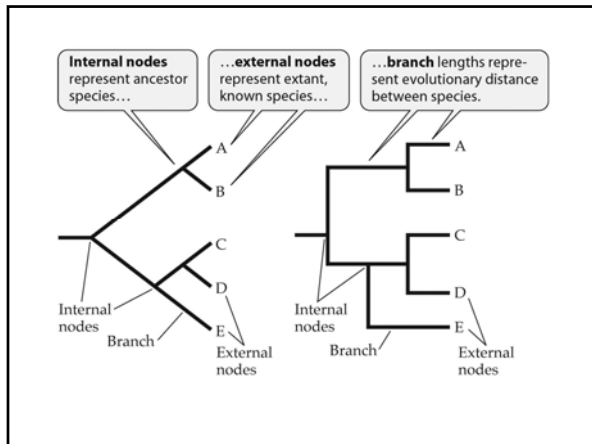 Internal nodes
represent ancestor
species…
…external nodes
represent extant,
known species…
…branch lengths repre-
sent evolutionary distance
between species.
A
B
C
D
E
Internal
nodes
Branch
External
nodes
A
B
C
D
E
Internal
nodes
Branch
External
nodes